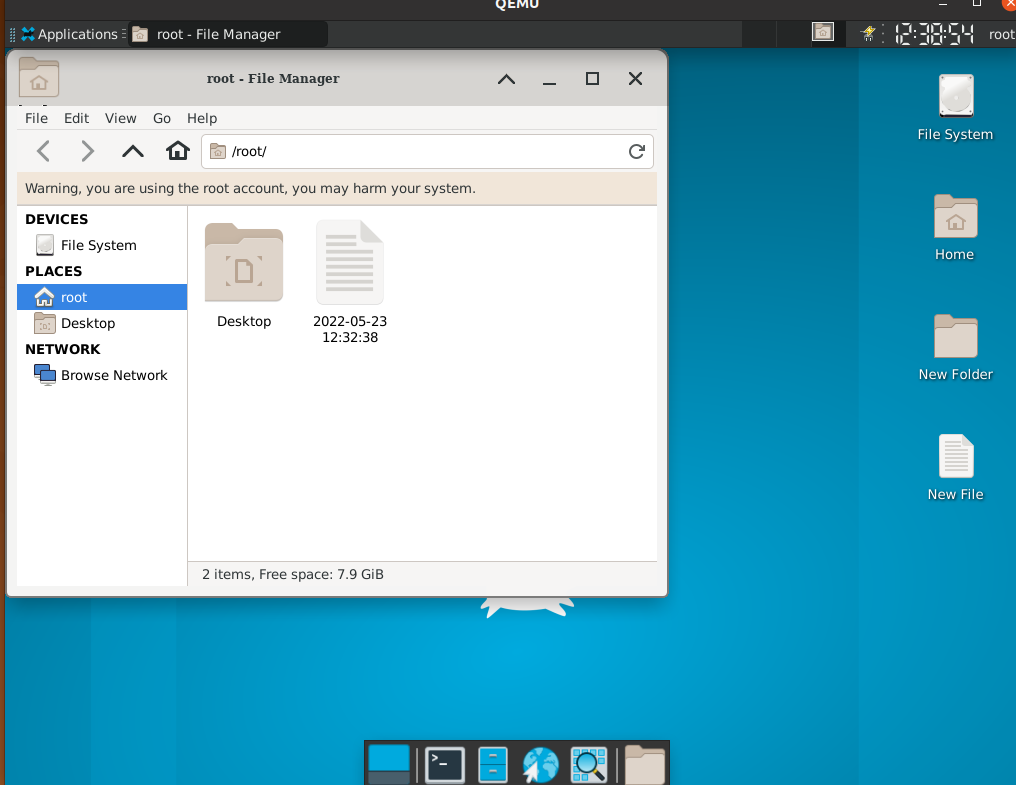 QEMU
Applications
root - File Manager
12:38:54
root
root - File Manager
File Edit View Go Help
/root/
Warning, you are using the root account, you may harm your system.
DEVICES
File System
PLACES
root
Desktop
NETWORK
Browse Network
Desktop
2022-05-23
12:32:38
2 items, Free space: 7.9 GiB
File System
Home
New Folder
New File
>_